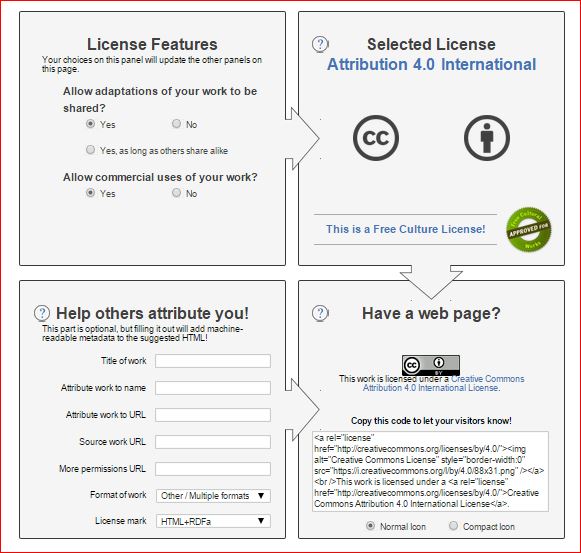 License Features
Your choices on this panel will update the other panels on
this page.
Allow adaptations of your work to be
shared?
Yes
No
Yes, as long as others share alike
Allow commercial uses of your work?
Yes
No
?
Selected License
Attribution 4.0 International
cc
This is a Free Culture License!
Free Cultural
APPROVED FOR
Works
?
Help others attribute you!
This part is optional, but filling it out will add machine-
readable metadata to the suggested HTML!
Title of work
Attribute work to name
Attribute work to URL
Source work URL
More permissions URL
Format of work
Other / Multiple formats
License mark
HTML+RDFa
?
Have a web page?
cc
BY
This work is licensed under a Creative Commons
Attribution 4.0 International License.
Copy this code to let your visitors know!
<a rel="license"
href="http://creativecommons.org/licenses/by/4.0/"><img
alt="Creative Commons License" style="border-width:0"
src="https://i.creativecommons.org/l/by/4.0/88x31.png" /></a>
<br />This work is licensed under a <a rel="license"
href="http://creativecommons.org/licenses/by/4.0/">Creative
Commons Attribution 4.0 International License</a>.
Normal Icon
Compact Icon